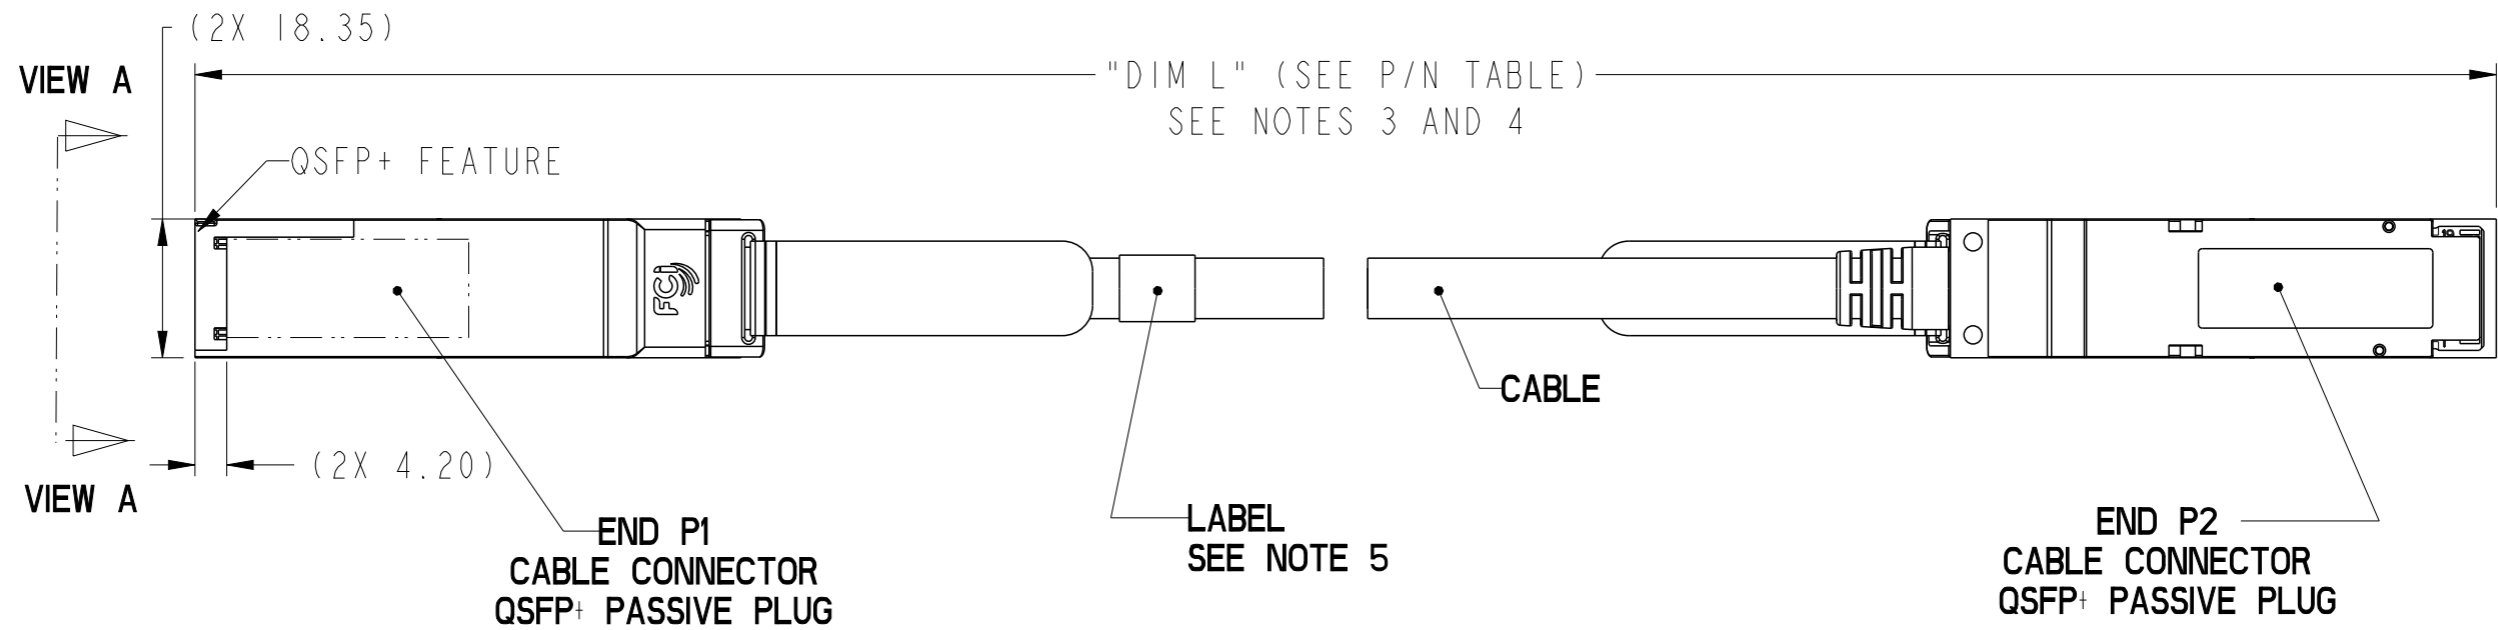 (2X 18.35)
VIEW A
"DIM L" (SEE P/N TABLE)
SEE NOTES 3 AND 4
QSFP+ FEATURE
FCI
CABLE
(2X 4.20)
VIEW A
END P1
CABLE CONNECTOR
QSFP+ PASSIVE PLUG
LABEL
SEE NOTE 5
END P2
CABLE CONNECTOR
QSFP+ PASSIVE PLUG